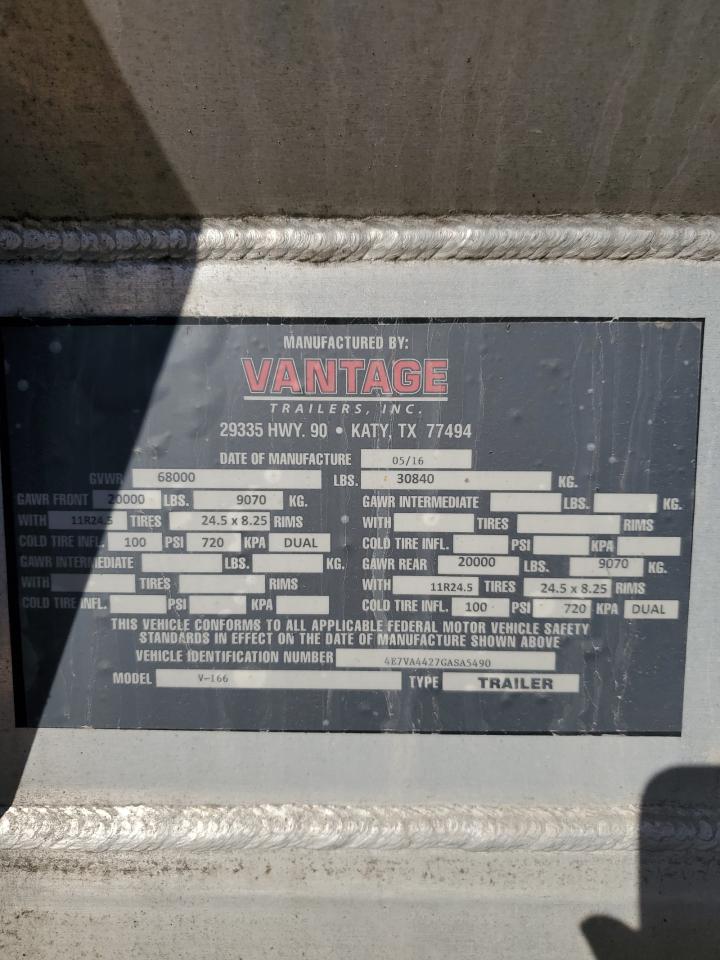 MANUFACTURED BY:
VANTAGE
TRAILERS, INC.
29335 HWY. 90 • KATY, TX 77494
DATE OF MANUFACTURE 05/16
GVWR 68000 LBS. 30840 KG.
GAWR FRONT 20000 LBS. 9070 KG.
WITH 11R24.5 TIRES 24.5 x 8.25 RIMS
COLD TIRE INFL. 100 PSI 720 KPA DUAL
GAWR INTERMEDIATE LBS. KG.
WITH TIRES RIMS
COLD TIRE INFL. PSI KPA
GAWR INTERMEDIATE LBS. KG.
WITH TIRES RIMS
COLD TIRE INFL. PSI KPA
GAWR REAR 20000 LBS. 9070 KG.
WITH 11R24.5 TIRES 24.5 x 8.25 RIMS
COLD TIRE INFL. 100 PSI 720 KPA DUAL
THIS VEHICLE CONFORMS TO ALL APPLICABLE FEDERAL MOTOR VEHICLE SAFETY
STANDARDS IN EFFECT ON THE DATE OF MANUFACTURE SHOWN ABOVE
VEHICLE IDENTIFICATION NUMBER 4E7VA4427GASA5490
MODEL V-166 TYPE TRAILER